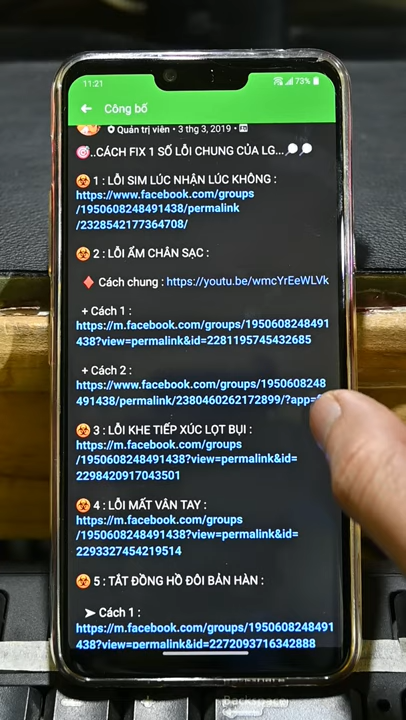 11:21
73%
Công bố
Quản trị viên • 3 thg 3, 2019 •
..CÁCH FIX 1 SỐ LỖI CHUNG CỦA LG...
1 : LỖI SIM LÚC NHẬN LÚC KHÔNG :
https://www.facebook.com/groups
/1950608248491438/permalink
/2328542177364708/
2 : LỖI ẨM CHÂN SẠC :
Cách chung : https://youtu.be/wmcYrEeWLVk
+ Cách 1 :
https://m.facebook.com/groups/19506082484​91
438?view=permalink&id=2281195745432685
+ Cách 2 :
https://www.facebook.com/groups/1950608248
491438/permalink/2380460262172899/?app=
3 : LỖI KHE TIẾP XÚC LỌT BỤI :
https://m.facebook.com/groups
/1950608248491438?view=permalink&id=
2298420917043501
4 : LỖI MẤT VÂN TAY :
https://m.facebook.com/groups
/1950608248491438?view=permalink&id=
2293327454219514
5 : TẮT ĐỒNG HỒ ĐÔI BẢN HÀN :
➤ Cách 1 :
https://m.facebook.com/groups/1950608248491
438?view=permalink&id=2272093716342888
Backspace